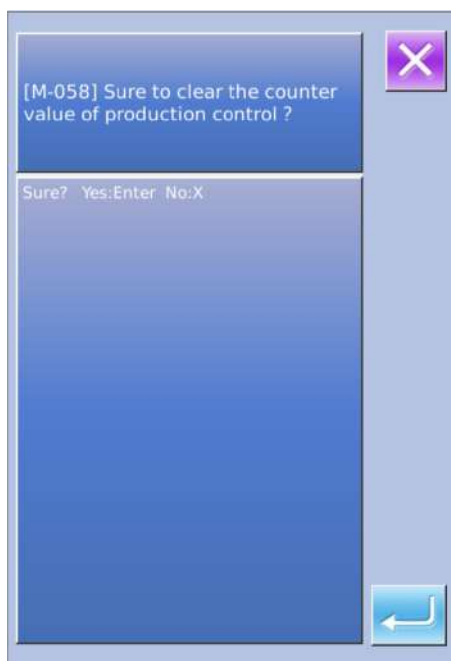 [M-058] Sure to clear the counter
value of production control ?
Sure? Yes:Enter No:X